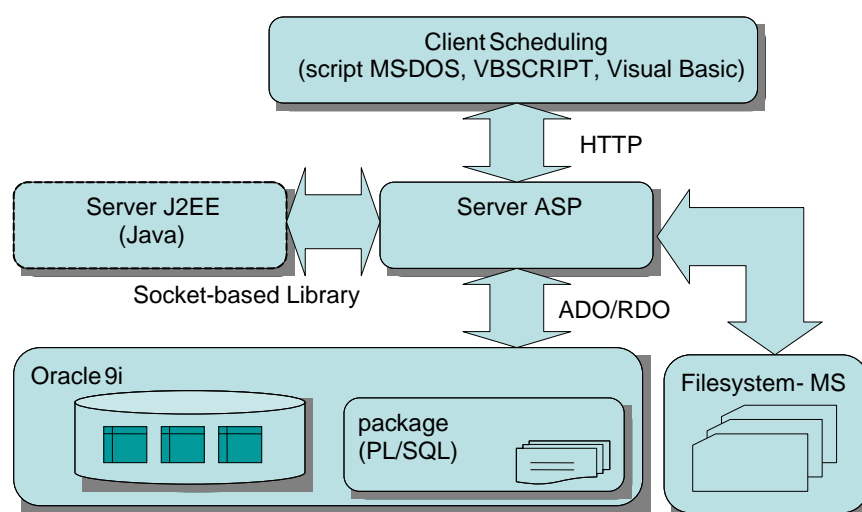 Client Scheduling
(script MS-DOS, VBSCRIPT, Visual Basic)
HTTP
Server J2EE
(Java)
Server ASP
Socket-based Library
ADO/RDO
Oracle 9i
package
(PL/SQL)
Filesystem- MS